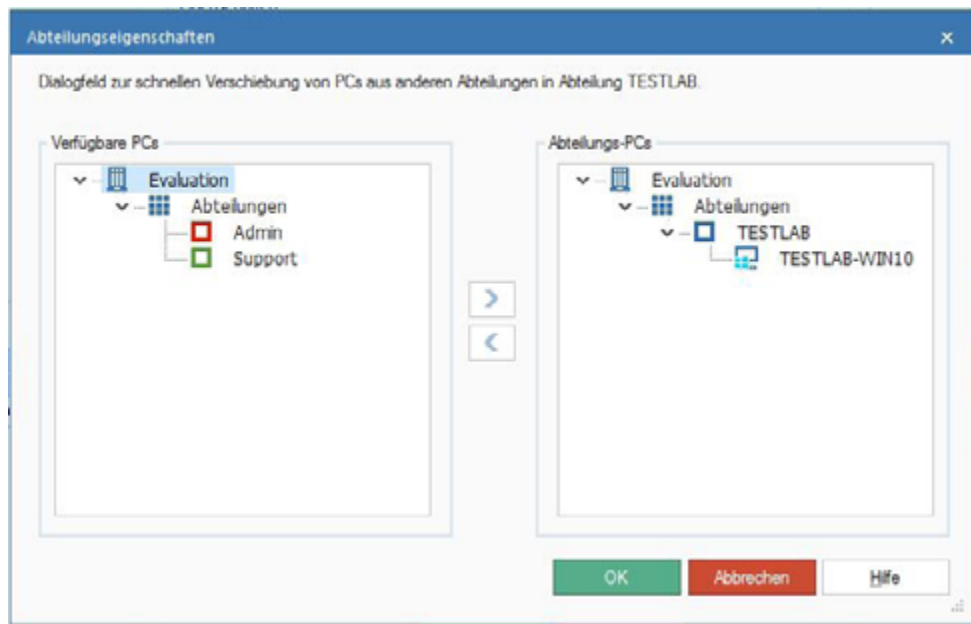 Abteilungseigenschaften
Dialogfeld zur schnellen Verschiebung von PCs aus anderen Abteilungen in Abteilung TESTLAB.
Verfügbare PCs
Evaluation
Abteilungen
Admin
Support
Abteilungs-PCs
Evaluation
Abteilungen
TESTLAB
TESTLAB-WIN10
OK
Abbrechen
Hilfe